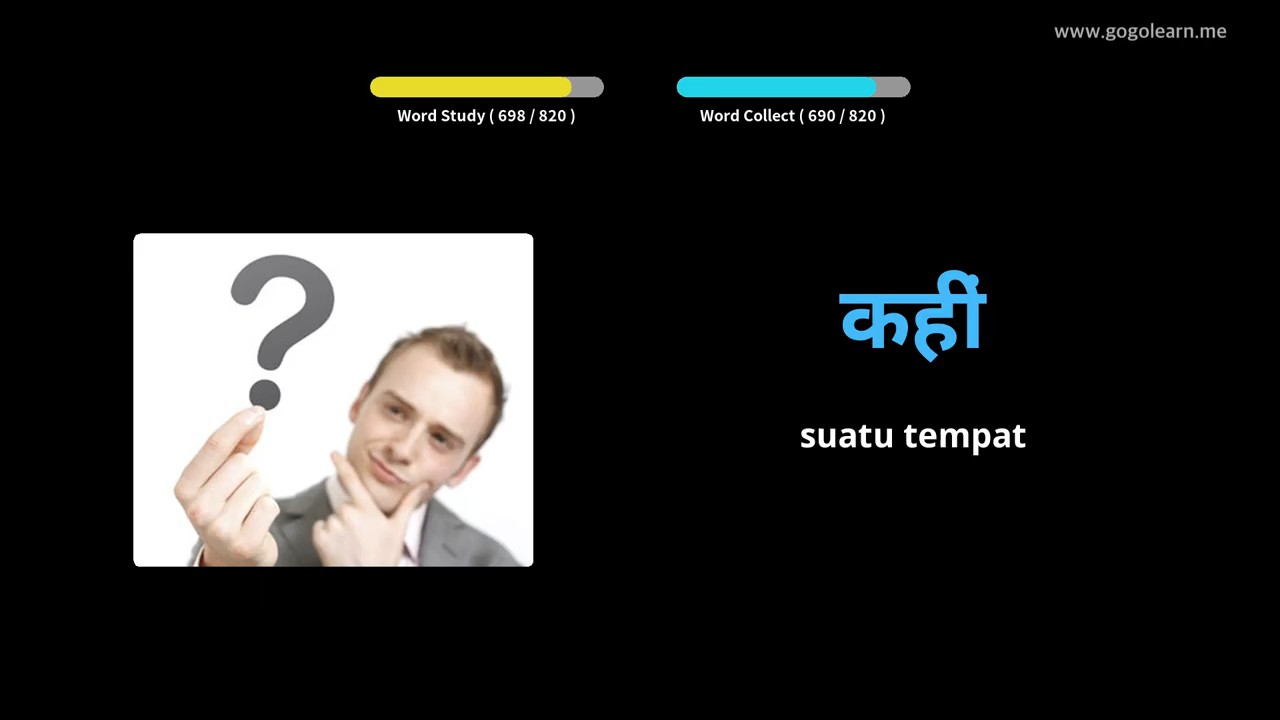 www.gogolearn.me
Word Study ( 698 / 820 )
Word Collect ( 690 / 820 )
?
कहीं
suatu tempat